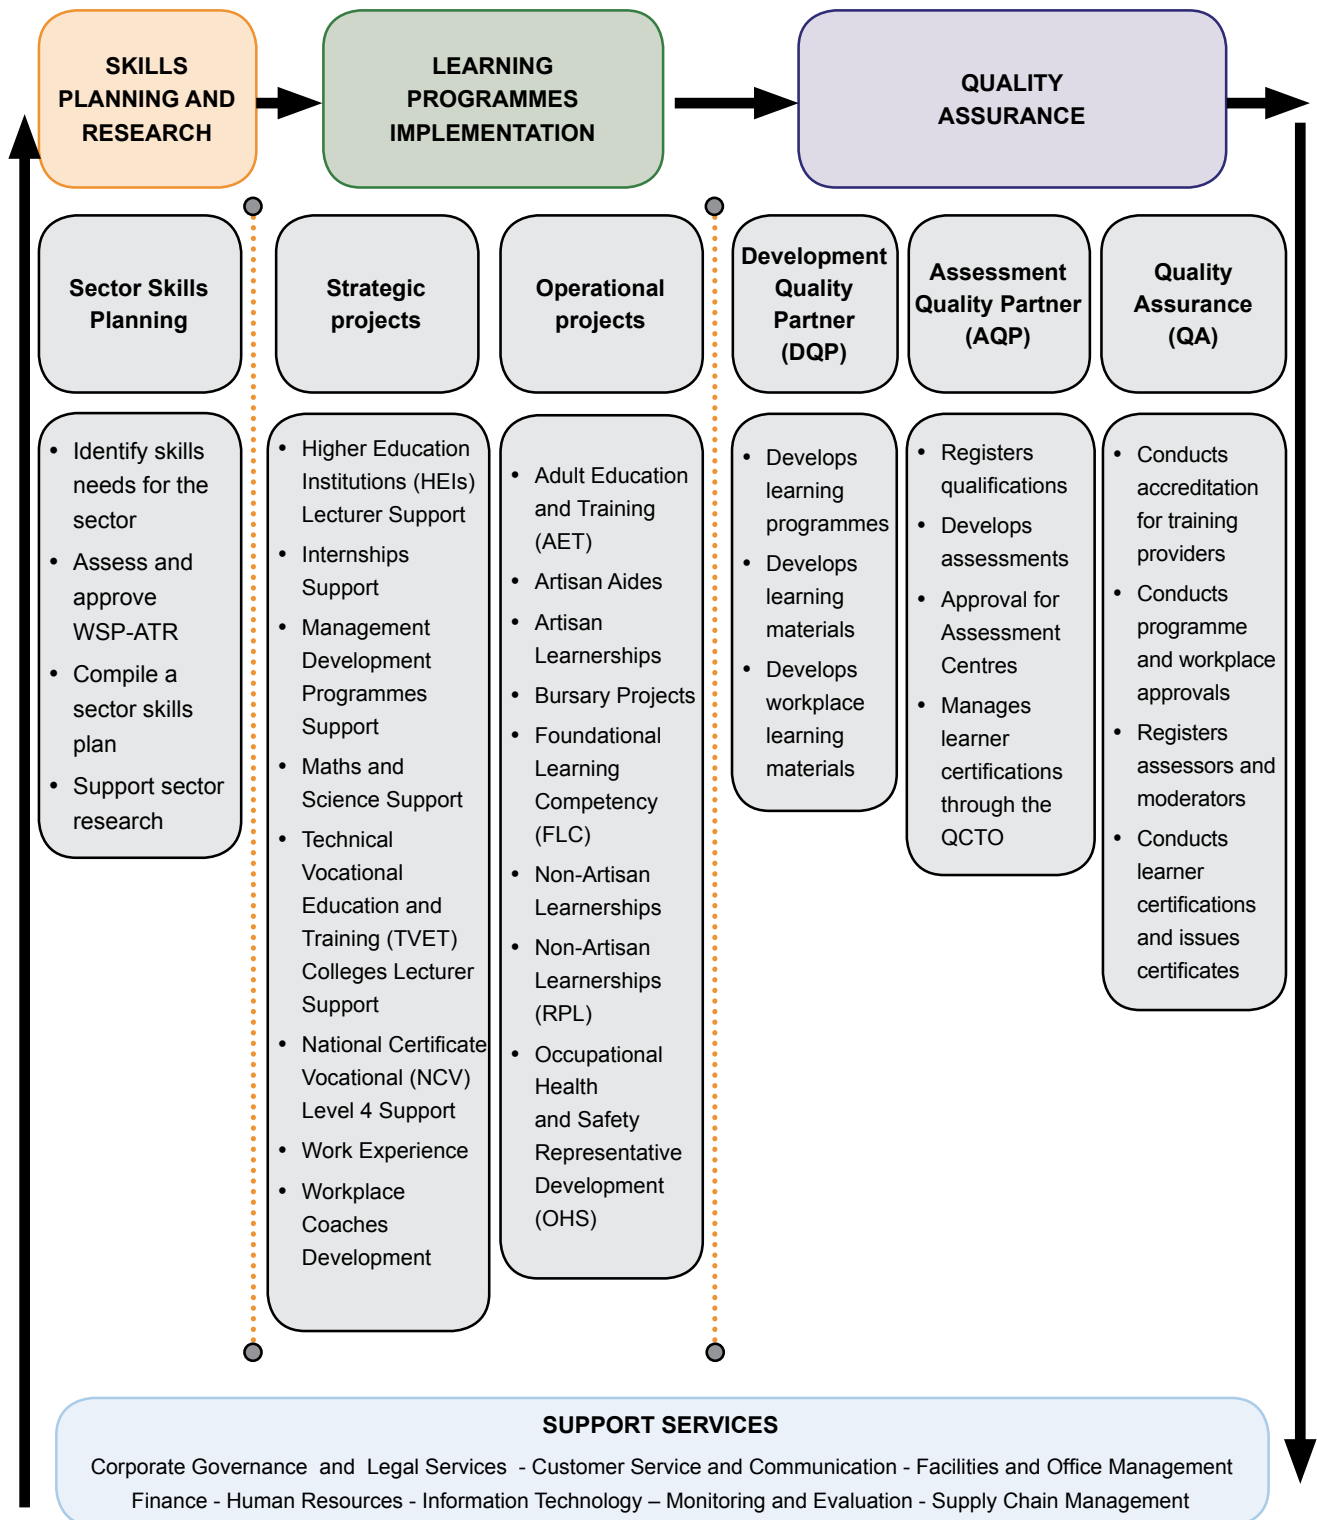 SKILLS
PLANNING AND
RESEARCH
LEARNING
PROGRAMMES
IMPLEMENTATION
QUALITY
ASSURANCE
Sector Skills
Planning
Strategic
projects
Operational
projects
Development
Quality
Partner
(DQP)
Assessment
Quality Partner
(AQP)
Quality
Assurance
(QA)
• Identify skills
needs for the
sector
• Assess and
approve
WSP-ATR
• Compile a
sector skills
plan
• Support sector
research
• Higher Education
Institutions (HEIs)
Lecturer Support
• Internships
Support
• Management
Development
Programmes
Support
• Maths and
Science Support
• Technical
Vocational
Education and
Training (TVET)
Colleges Lecturer
Support
• National Certificate
Vocational (NCV)
Level 4 Support
• Work Experience
• Workplace
Coaches
Development
• Adult Education
and Training
(AET)
• Artisan Aides
• Artisan
Learnerships
• Bursary Projects
• Foundational
Learning
Competency
(FLC)
• Non-Artisan
Learnerships
• Non-Artisan
Learnerships
(RPL)
• Occupational
Health
and Safety
Representative
Development
(OHS)
• Develops
learning
programmes
• Develops
learning
materials
• Develops
workplace
learning
materials
• Registers
qualifications
• Develops
assessments
• Approval for
Assessment
Centres
• Manages
learner
certifications
through the
QCTO
• Conducts
accreditation
for training
providers
• Conducts
programme
and workplace
approvals
• Registers
assessors and
moderators
• Conducts
learner
certifications
and issues
certificates
SUPPORT SERVICES
Corporate Governance and Legal Services - Customer Service and Communication - Facilities and Office Management
Finance - Human Resources - Information Technology – Monitoring and Evaluation - Supply Chain Management